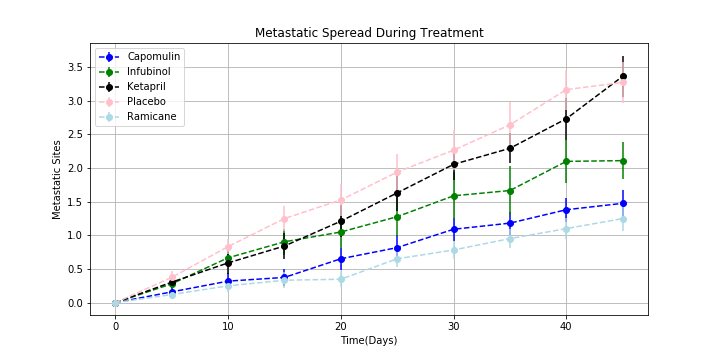 Metastatic Speread During Treatment
Capomulin
Infubinol
Ketapril
Placebo
Ramicane
Metastatic Sites
3.5
3.0
2.5
2.0
1.5
1.0
0.5
0.0
0 10 20 30 40
Time(Days)